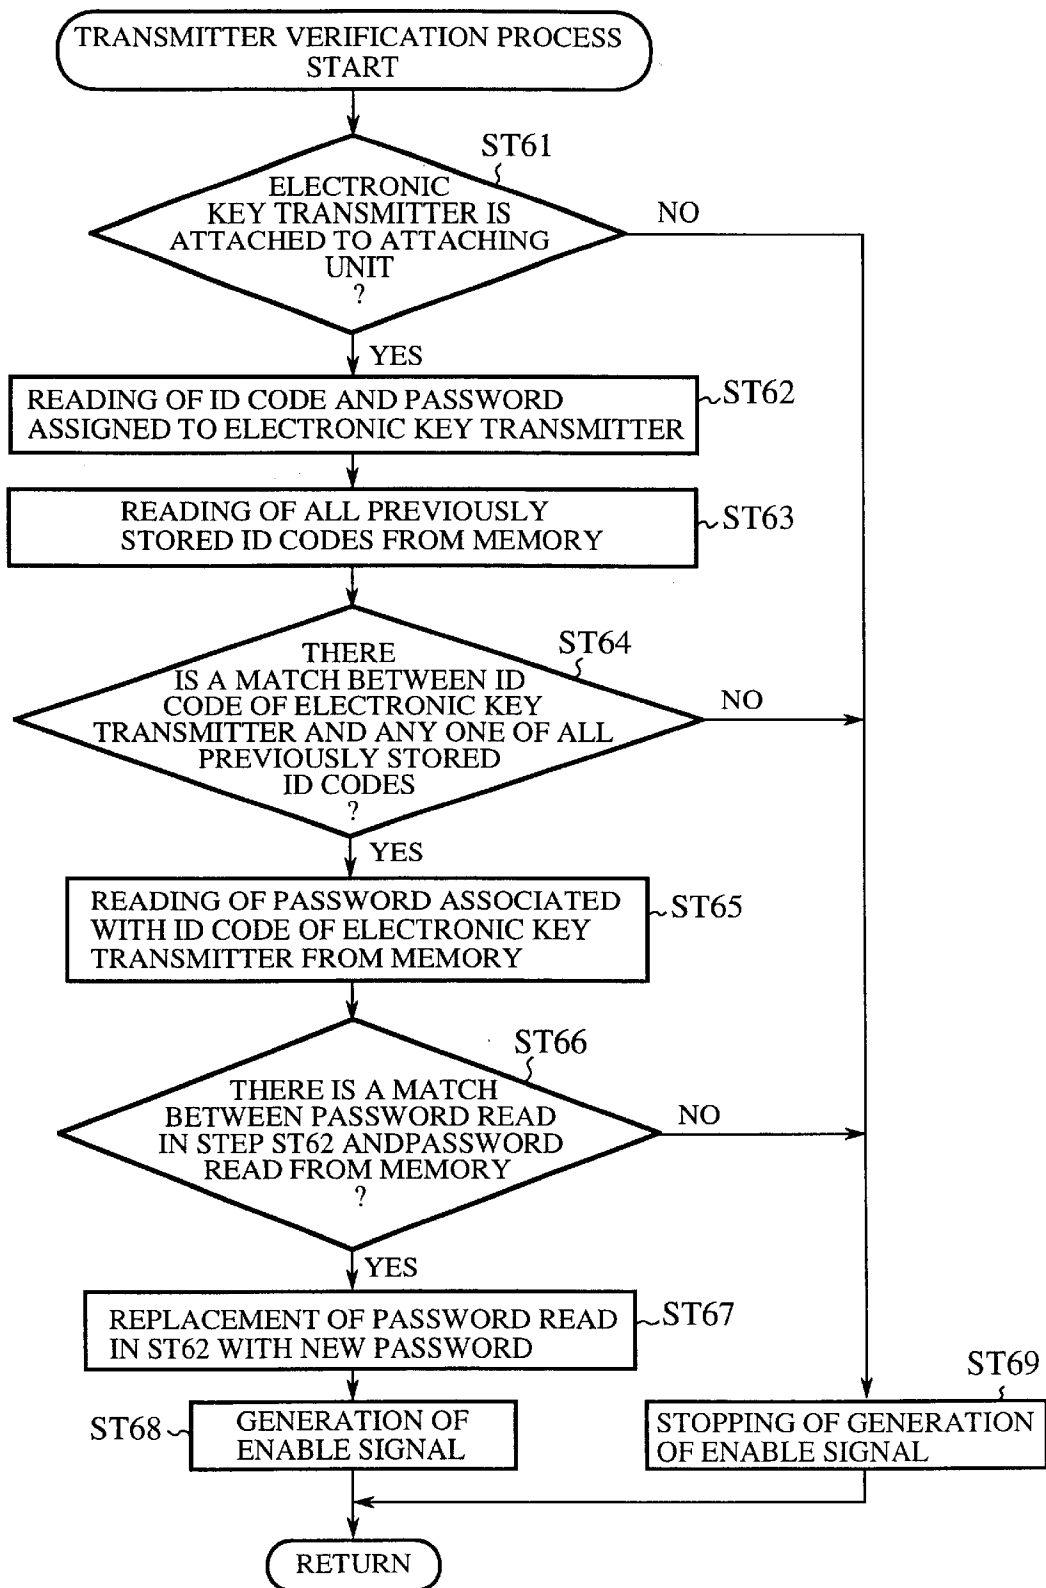 TRANSMITTER VERIFICATION PROCESS
START
ST61
ELECTRONIC
KEY TRANSMITTER IS
ATTACHED TO ATTACHING
UNIT
?
NO
YES
READING OF ID CODE AND PASSWORD
ASSIGNED TO ELECTRONIC KEY TRANSMITTER
ST62
READING OF ALL PREVIOUSLY
STORED ID CODES FROM MEMORY
ST63
ST64
THERE
IS A MATCH BETWEEN ID
CODE OF ELECTRONIC KEY
TRANSMITTER AND ANY ONE OF ALL
PREVIOUSLY STORED
ID CODES
?
NO
YES
READING OF PASSWORD ASSOCIATED
WITH ID CODE OF ELECTRONIC KEY
TRANSMITTER FROM MEMORY
ST65
ST66
THERE IS A MATCH
BETWEEN PASSWORD READ
IN STEP ST62 ANDPASSWORD
READ FROM MEMORY
?
NO
YES
REPLACEMENT OF PASSWORD READ
IN ST62 WITH NEW PASSWORD
ST67
ST68
GENERATION OF
ENABLE SIGNAL
ST69
STOPPING OF GENERATION
OF ENABLE SIGNAL
RETURN